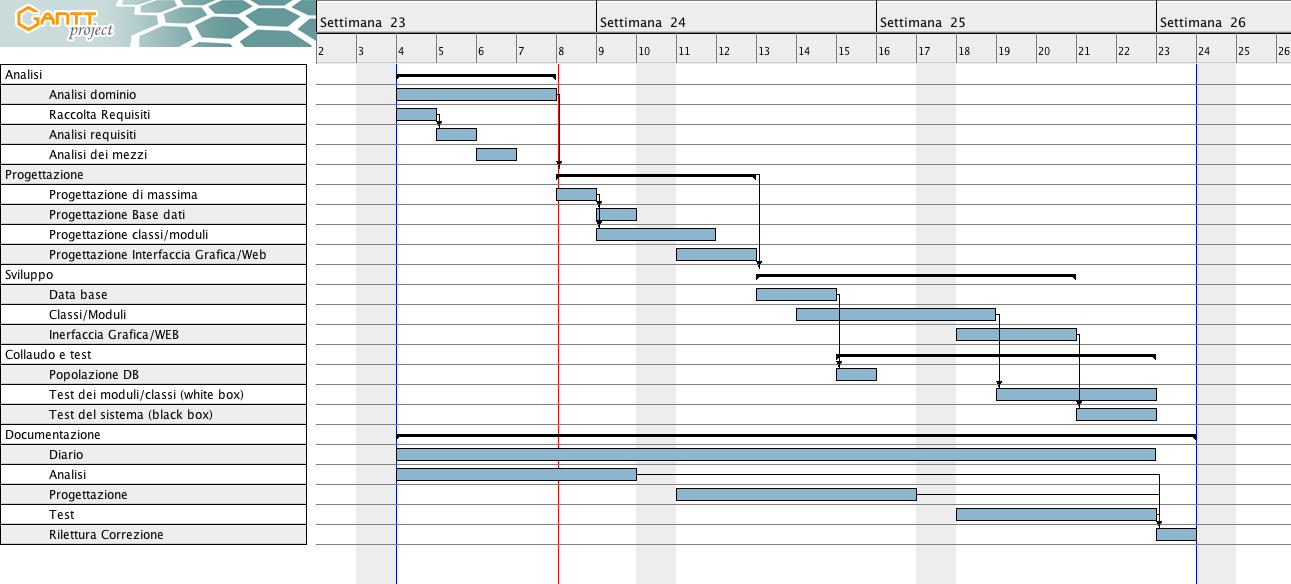 GANTT
project
Settimana 23
Settimana 24
Settimana 25
Settimana 26
2 3 4 5 6 7 8 9 10 11 12 13 14 15 16 17 18 19 20 21 22 23 24 25 26
Analisi
Analisi dominio
Raccolta Requisiti
Analisi requisiti
Analisi dei mezzi
Progettazione
Progettazione di massima
Progettazione Base dati
Progettazione classi/moduli
Progettazione Interfaccia Grafica/Web
Sviluppo
Data base
Classi/Moduli
Inerfaccia Grafica/WEB
Collaudo e test
Popolazione DB
Test dei moduli/classi (white box)
Test del sistema (black box)
Documentazione
Diario
Analisi
Progettazione
Test
Rilettura Correzione